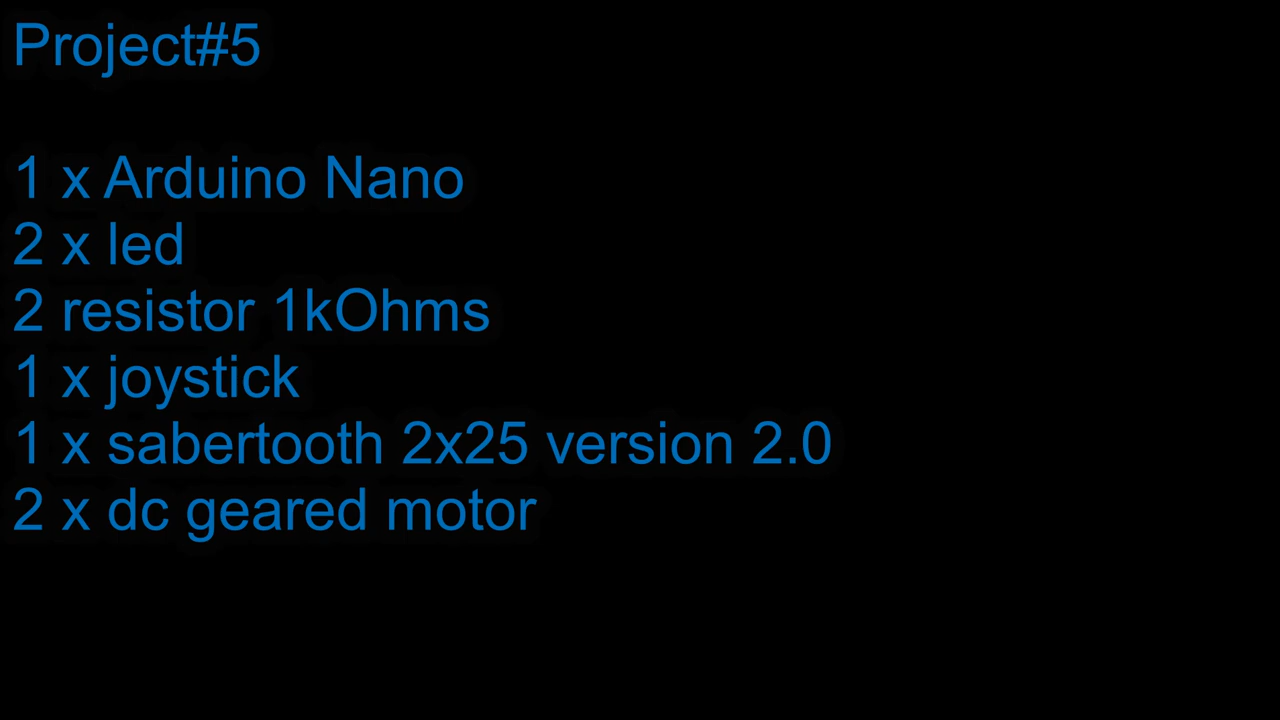 Project#5
1 x Arduino Nano
2 x led
2 resistor 1kOhms
1 x joystick
1 x sabertooth 2x25 version 2.0
2 x dc geared motor